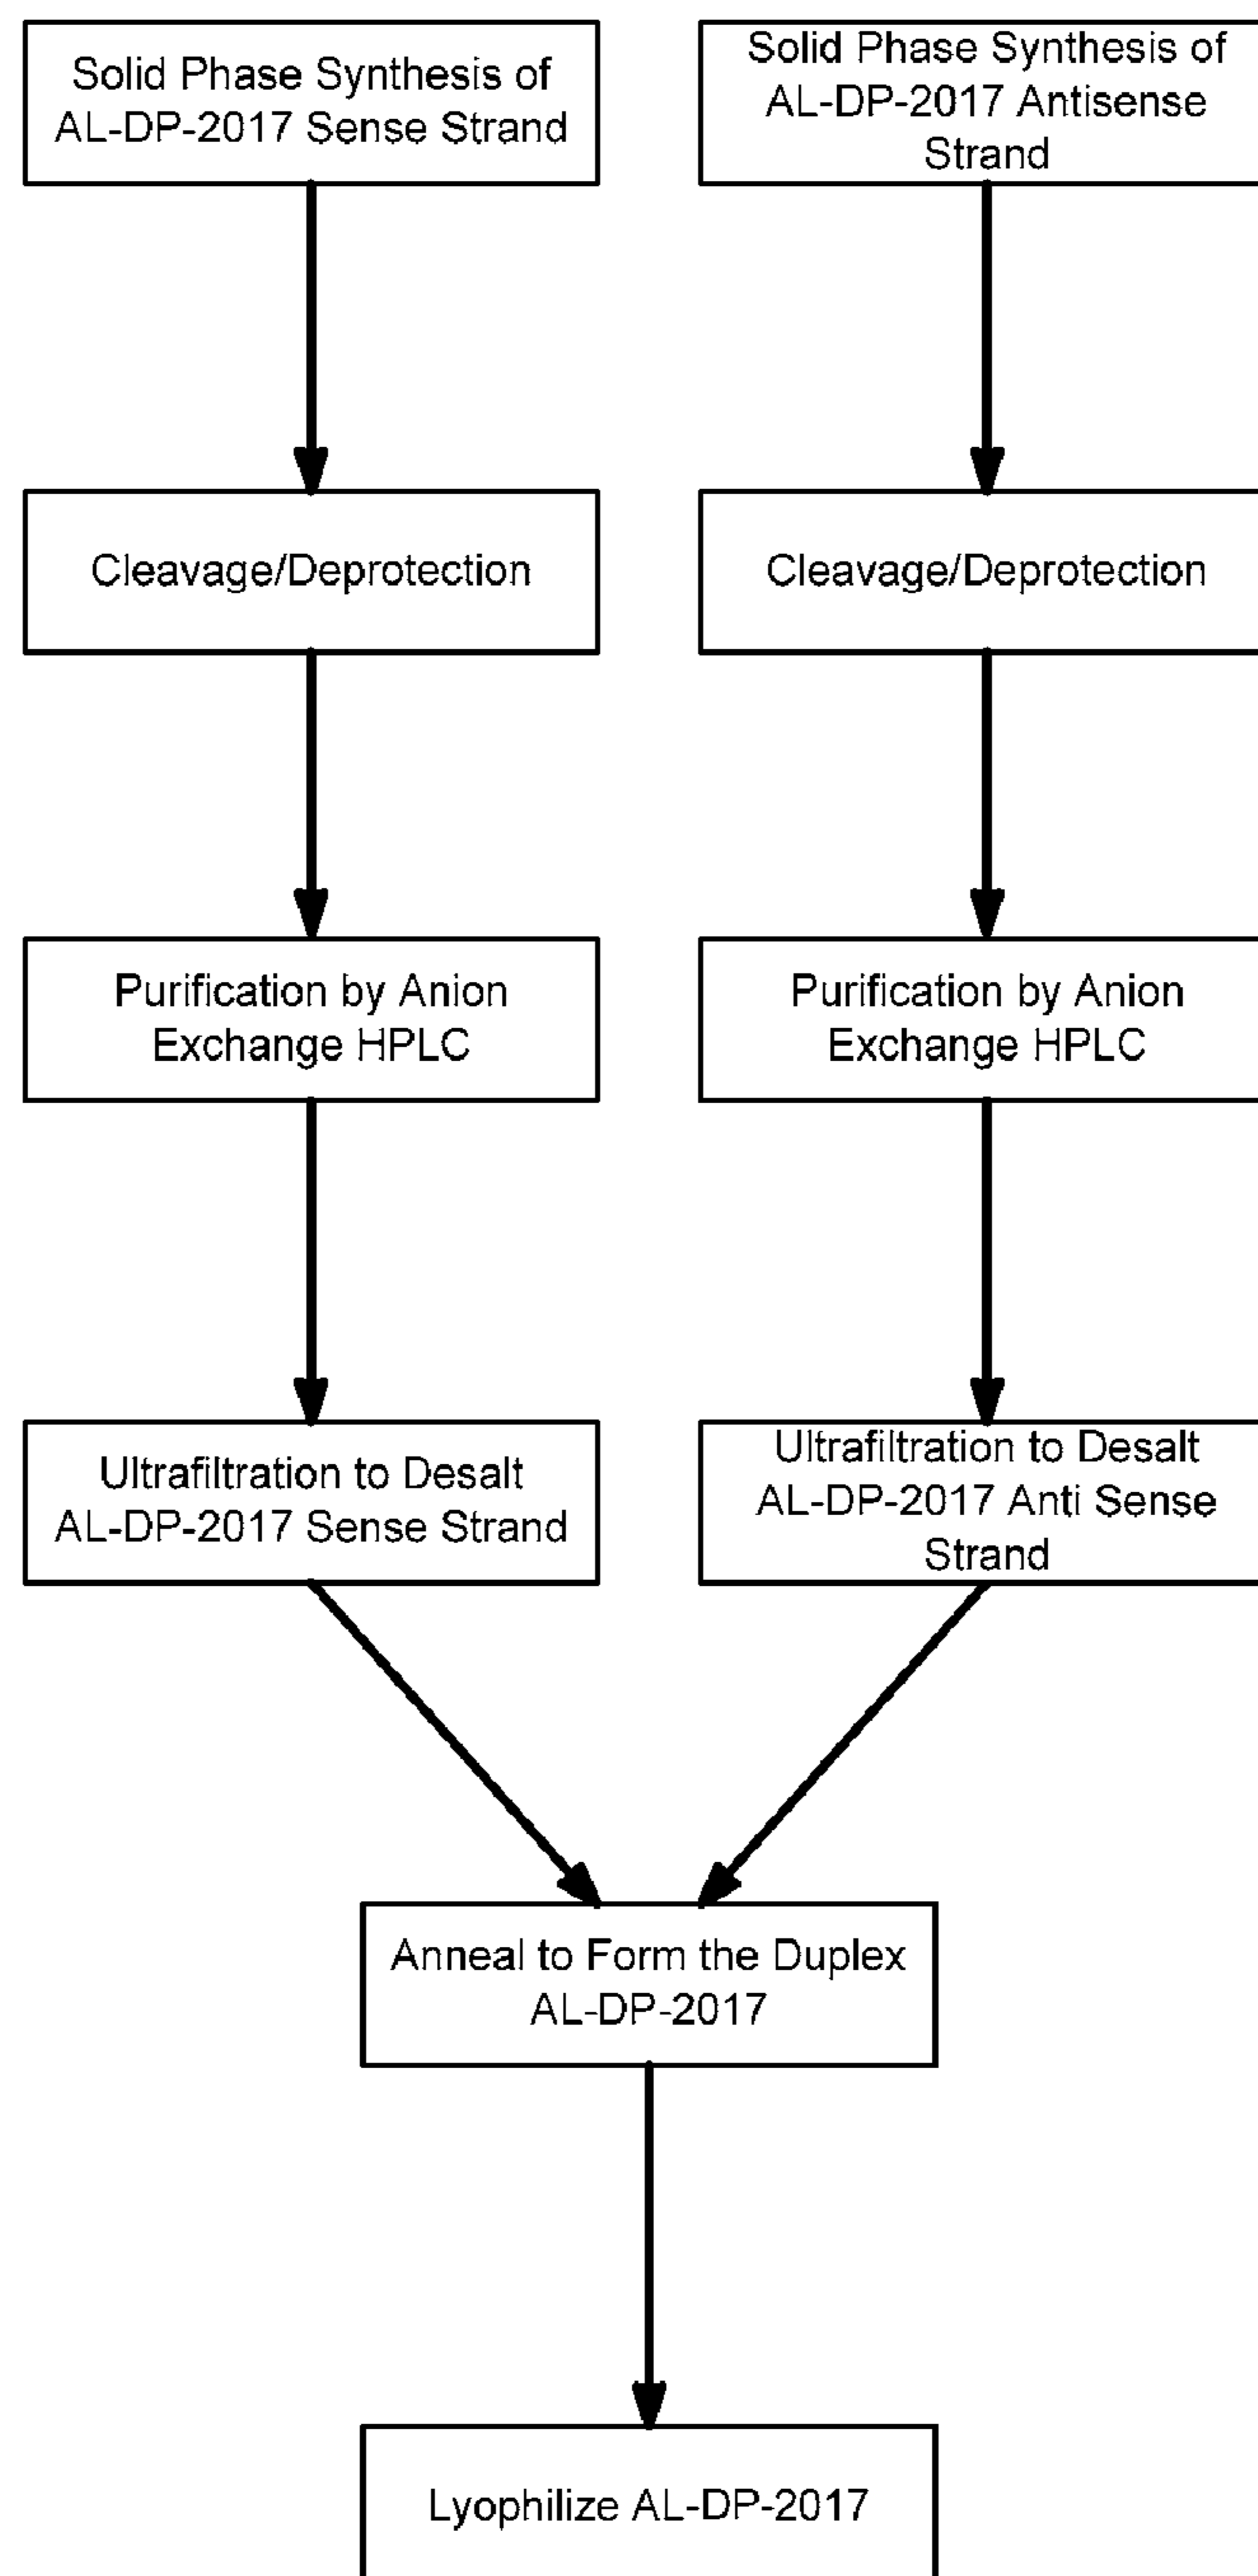 Solid Phase Synthesis of
AL-DP-2017 Sense Strand
Solid Phase Synthesis of
AL-DP-2017 Antisense
Strand
Cleavage/Deprotection
Cleavage/Deprotection
Purification by Anion
Exchange HPLC
Purification by Anion
Exchange HPLC
Ultrafiltration to Desalt
AL-DP-2017 Sense Strand
Ultrafiltration to Desalt
AL-DP-2017 Anti Sense
Strand
Anneal to Form the Duplex
AL-DP-2017
Lyophilize AL-DP-2017